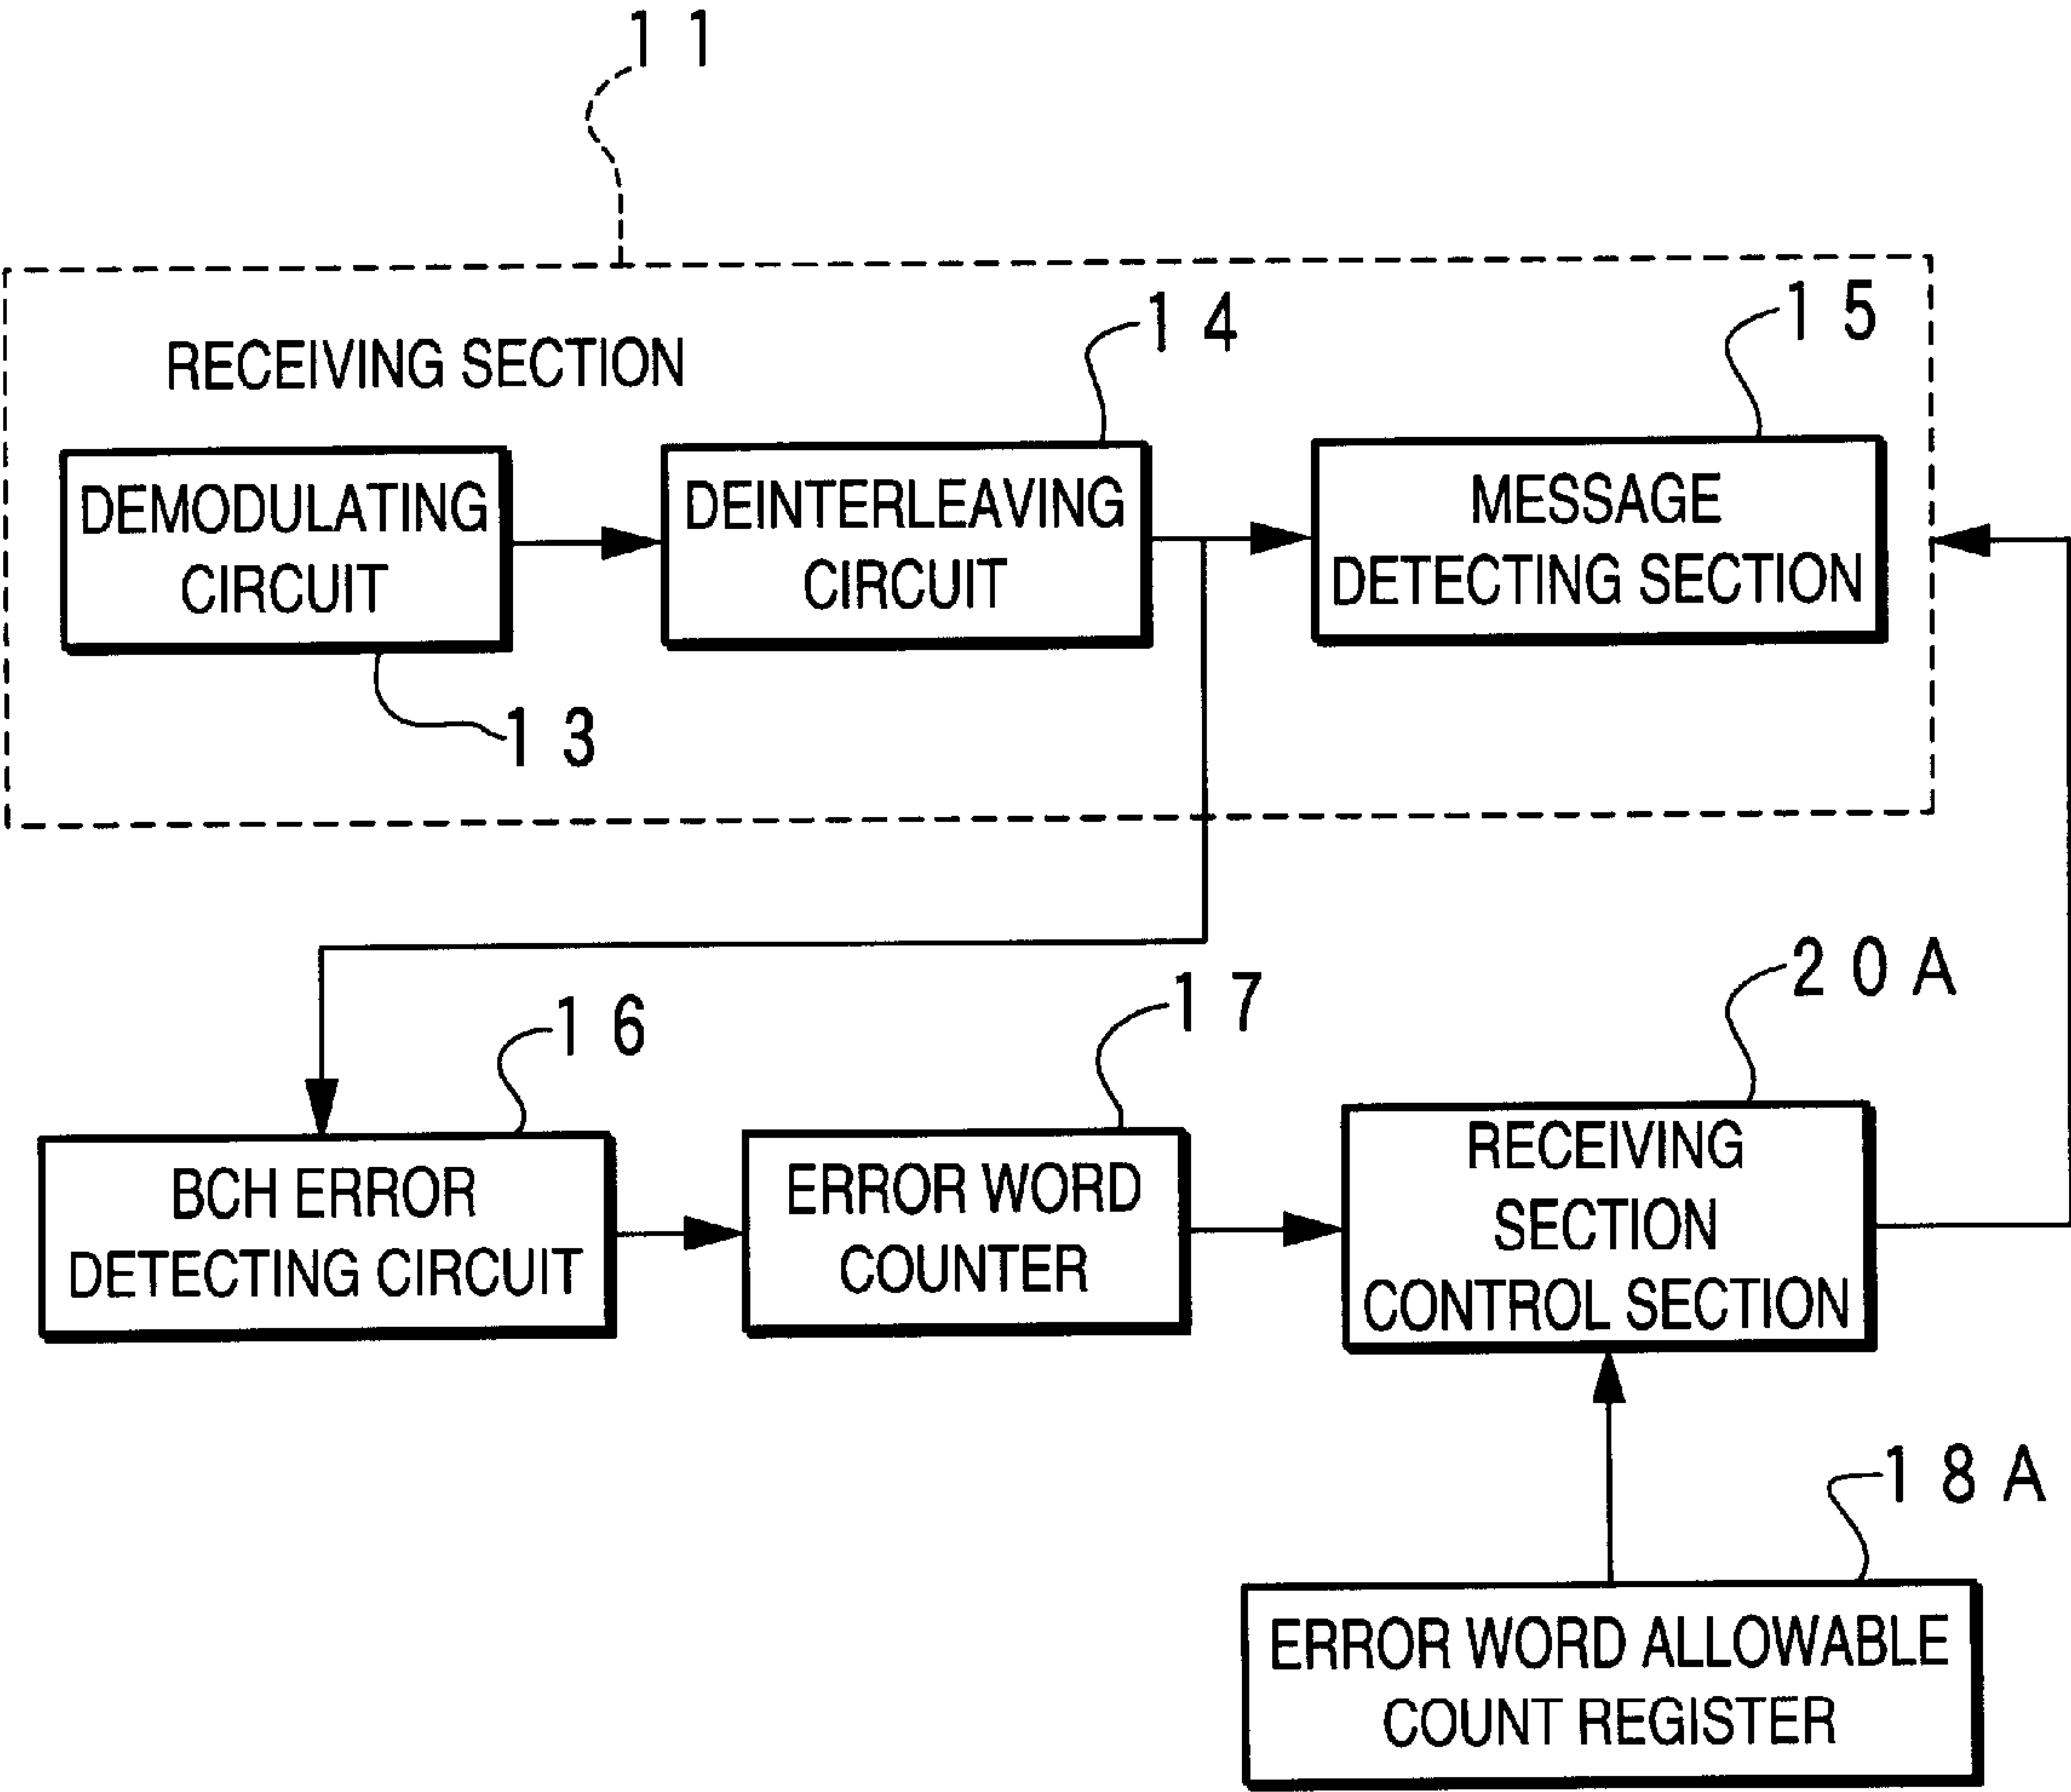 11
RECEIVING SECTION
14
15
DEMODULATING
CIRCUIT
DEINTERLEAVING
CIRCUIT
MESSAGE
DETECTING SECTION
13
16
17
20A
BCH ERROR
DETECTING CIRCUIT
ERROR WORD
COUNTER
RECEIVING
SECTION
CONTROL SECTION
18A
ERROR WORD ALLOWABLE
COUNT REGISTER